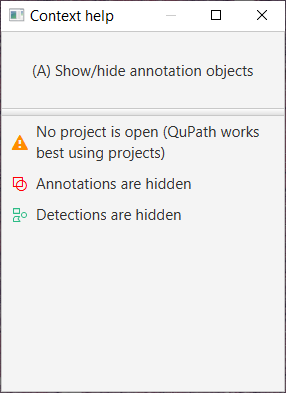 Context help
(A) Show/hide annotation objects
No project is open (QuPath works
best using projects)
Annotations are hidden
Detections are hidden